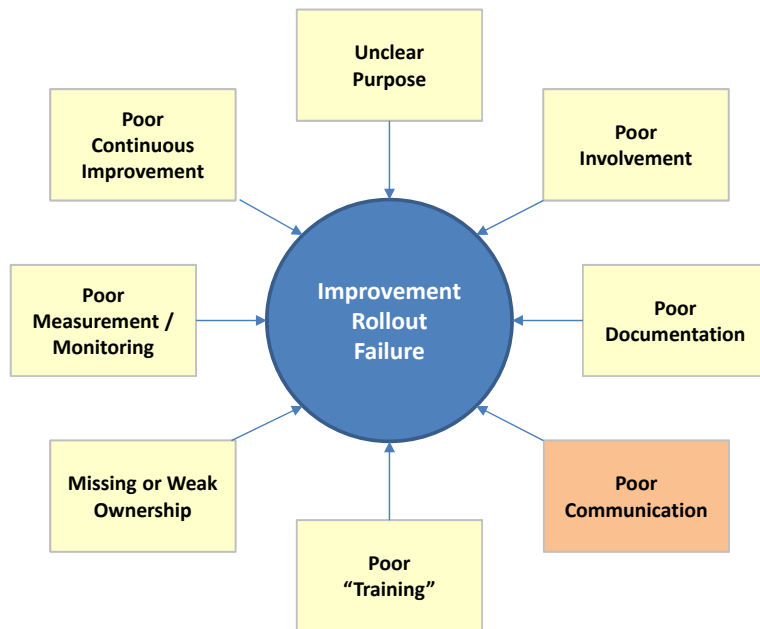 Unclear
Purpose
Poor
Continuous
Improvement
Poor
Involvement
Improvement
Rollout
Failure
Poor
Measurement /
Monitoring
Poor
Documentation
Missing or Weak
Ownership
Poor
Communication
Poor
“Training”